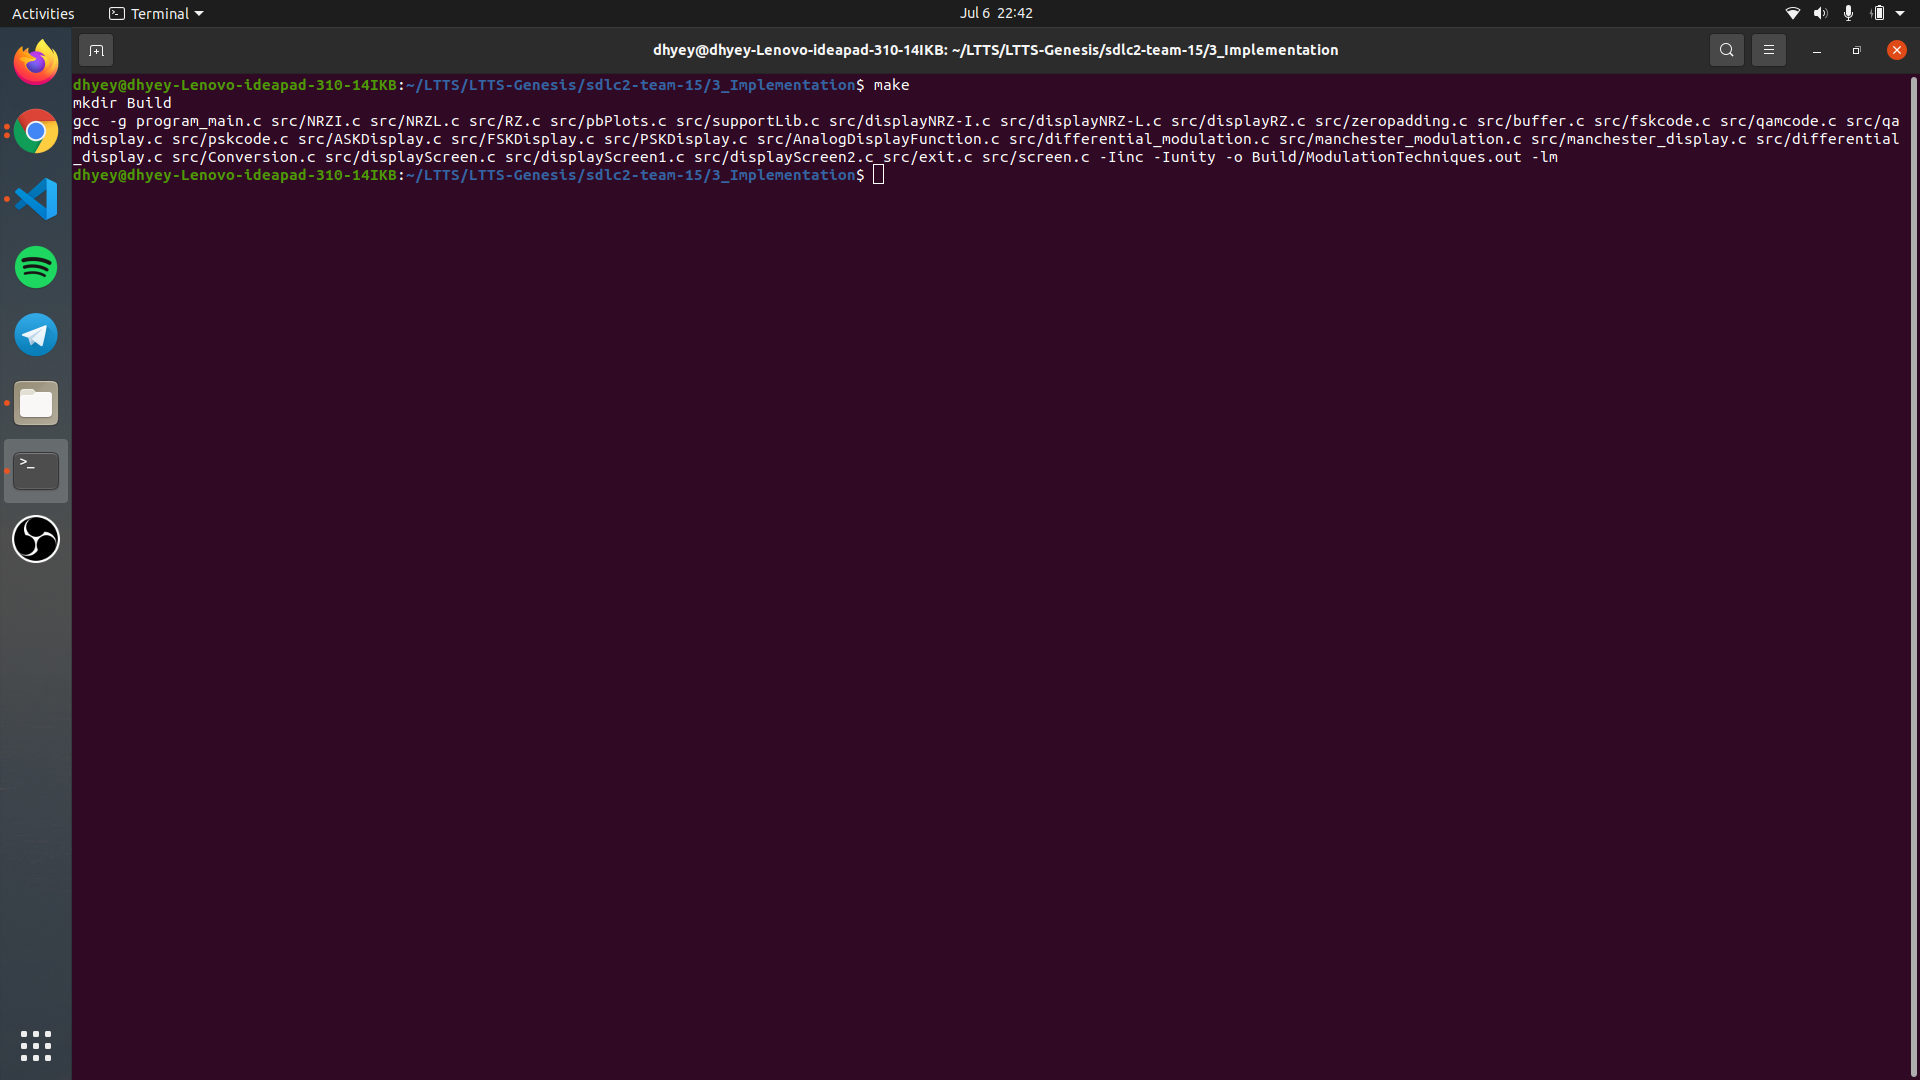 Activities Terminal Jul 6 22:42
dhyey@dhyey-Lenovo-ideapad-310-14IKB: ~/LTTS/LTTS-Genesis/sdlc2-team-15/3_Implementation
dhyey@dhyey-Lenovo-ideapad-310-14IKB:~/LTTS/LTTS-Genesis/sdlc2-team-15/3_Implementation$ make
mkdir Build
gcc -g program_main.c src/NRZI.c src/NRZL.c src/RZ.c src/pbPlots.c src/supportLib.c src/displayNRZ-I.c src/displayNRZ-L.c src/displayRZ.c src/zeropadding.c src/buffer.c src/fskcode.c src/qamcode.c src/qa
mdisplay.c src/pskcode.c src/ASKDisplay.c src/FSKDisplay.c src/PSKDisplay.c src/AnalogDisplayFunction.c src/differential_modulation.c src/manchester_modulation.c src/manchester_display.c src/differential
_display.c src/Conversion.c src/displayScreen.c src/displayScreen1.c src/displayScreen2.c src/exit.c src/screen.c -Iinc -Iunity -o Build/ModulationTechniques.out -lm
dhyey@dhyey-Lenovo-ideapad-310-14IKB:~/LTTS/LTTS-Genesis/sdlc2-team-15/3_Implementation$